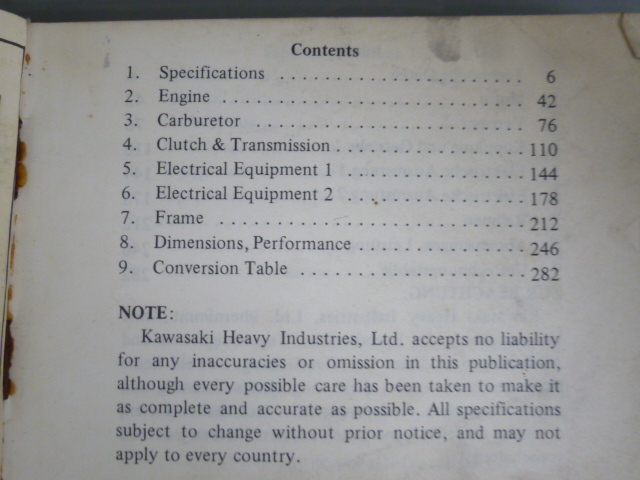 Contents
1. Specifications . . . . . . . . . . . . . . . . . . . . . . . 6
2. Engine . . . . . . . . . . . . . . . . . . . . . . . . . . . . 42
3. Carburetor . . . . . . . . . . . . . . . . . . . . . . . . . 76
4. Clutch & Transmission . . . . . . . . . . . . . . . . 110
5. Electrical Equipment 1 . . . . . . . . . . . . . . . . 144
6. Electrical Equipment 2 . . . . . . . . . . . . . . . . 178
7. Frame . . . . . . . . . . . . . . . . . . . . . . . . . . . . 212
8. Dimensions, Performance . . . . . . . . . . . . . . 246
9. Conversion Table . . . . . . . . . . . . . . . . . . . . 282
NOTE:
Kawasaki Heavy Industries, Ltd. accepts no liability
for any inaccuracies or omission in this publication,
although every possible care has been taken to make it
as complete and accurate as possible. All specifications
subject to change without prior notice, and may not
apply to every country.